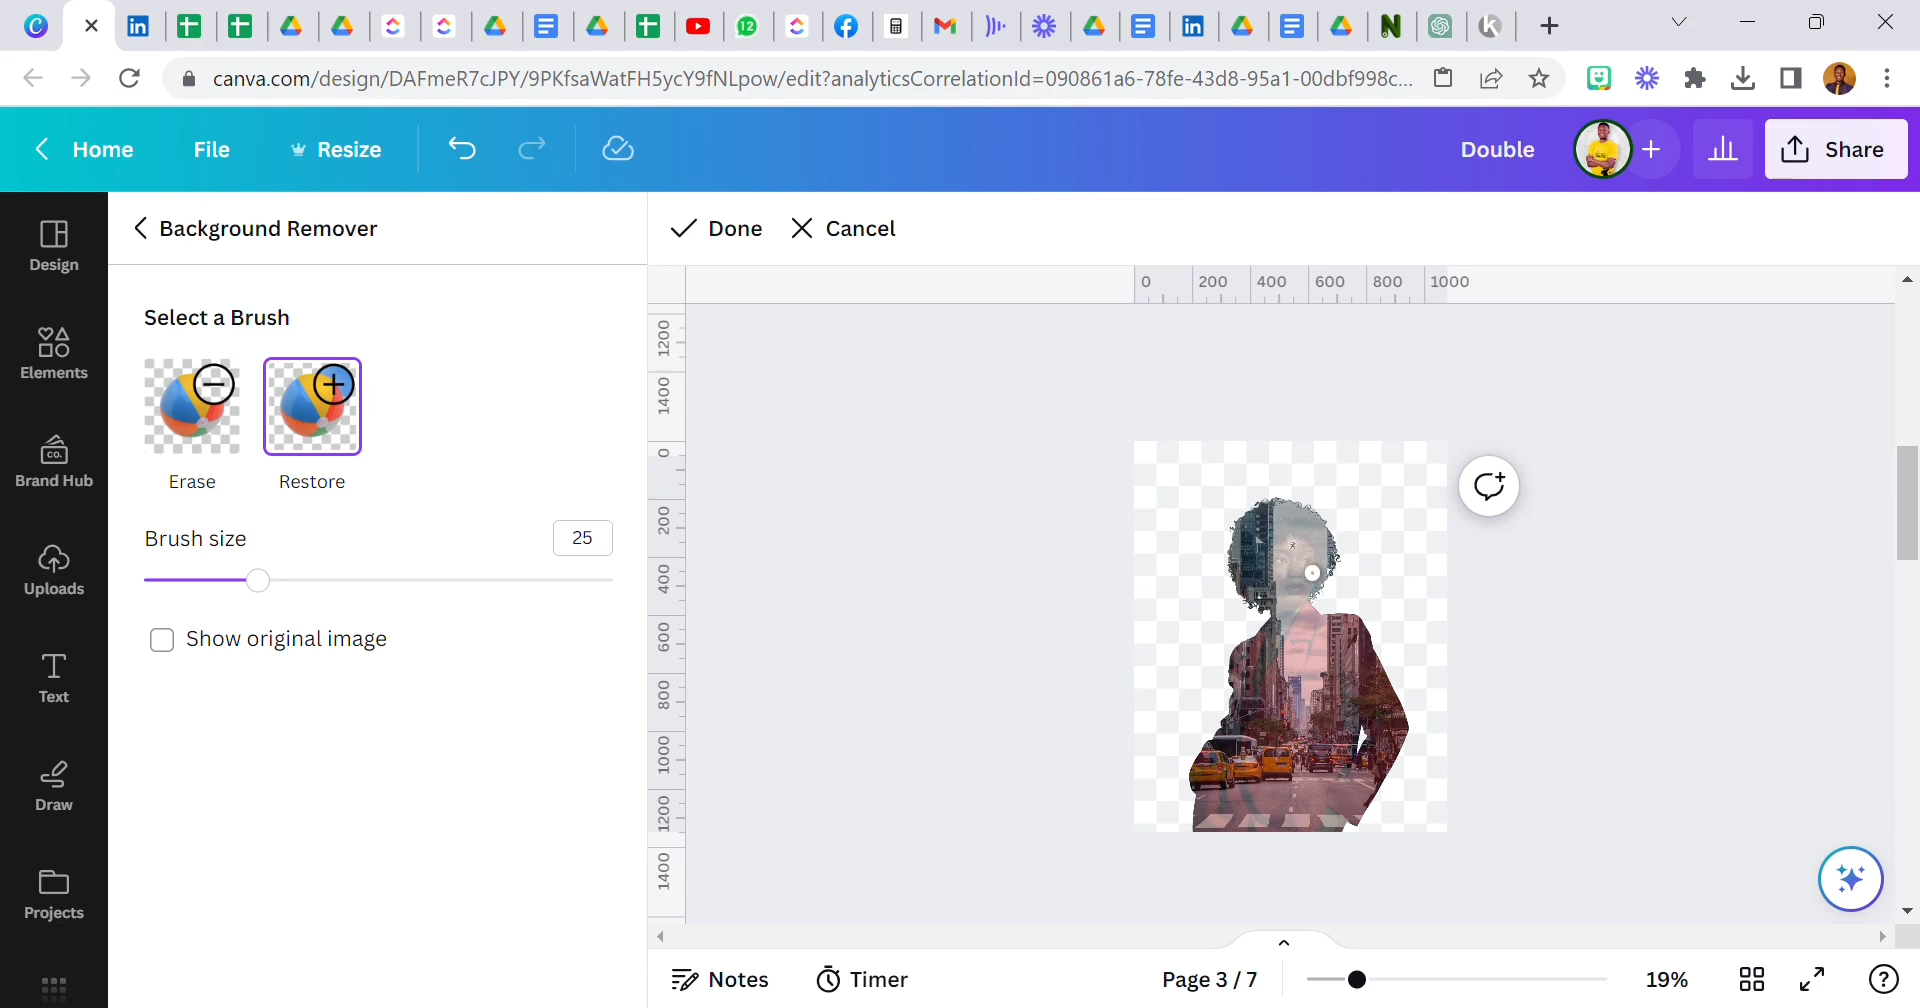 12
canva.com/design/DAFmeR7cJPY/9PKfsaWatFH5ycY9fNLpow/edit?analyticsCorrelationId=090861a6-78fe-43d8-95a1-00dbf998c...
Home
File
Resize
Double
Share
Background Remover
Done
Cancel
Design
Elements
CO.
Brand Hub
Uploads
Text
Draw
Projects
Select a Brush
Erase
Restore
Brush size
25
Show original image
0 200 400 600 800 1000
1200
1400
0
200
400
600
800
1000
1200
1400
Notes
Timer
Page 3 / 7
19%